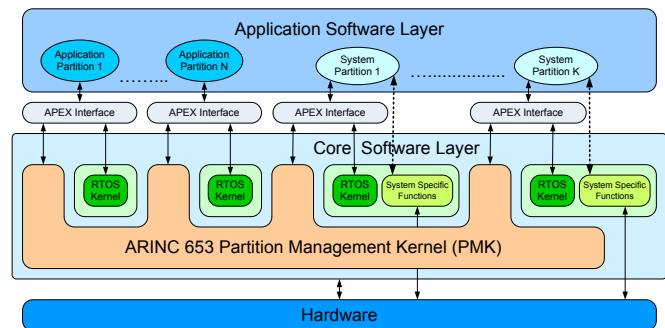 Application Software Layer
Application
Partition 1
Application
Partition N
System
Partition 1
System
Partition K
APEX Interface
APEX Interface
APEX Interface
APEX Interface
Core Software Layer
RTOS
Kernel
RTOS
Kernel
RTOS
Kernel
System Specific
Functions
RTOS
Kernel
System Specific
Functions
ARINC 653 Partition Management Kernel (PMK)
Hardware